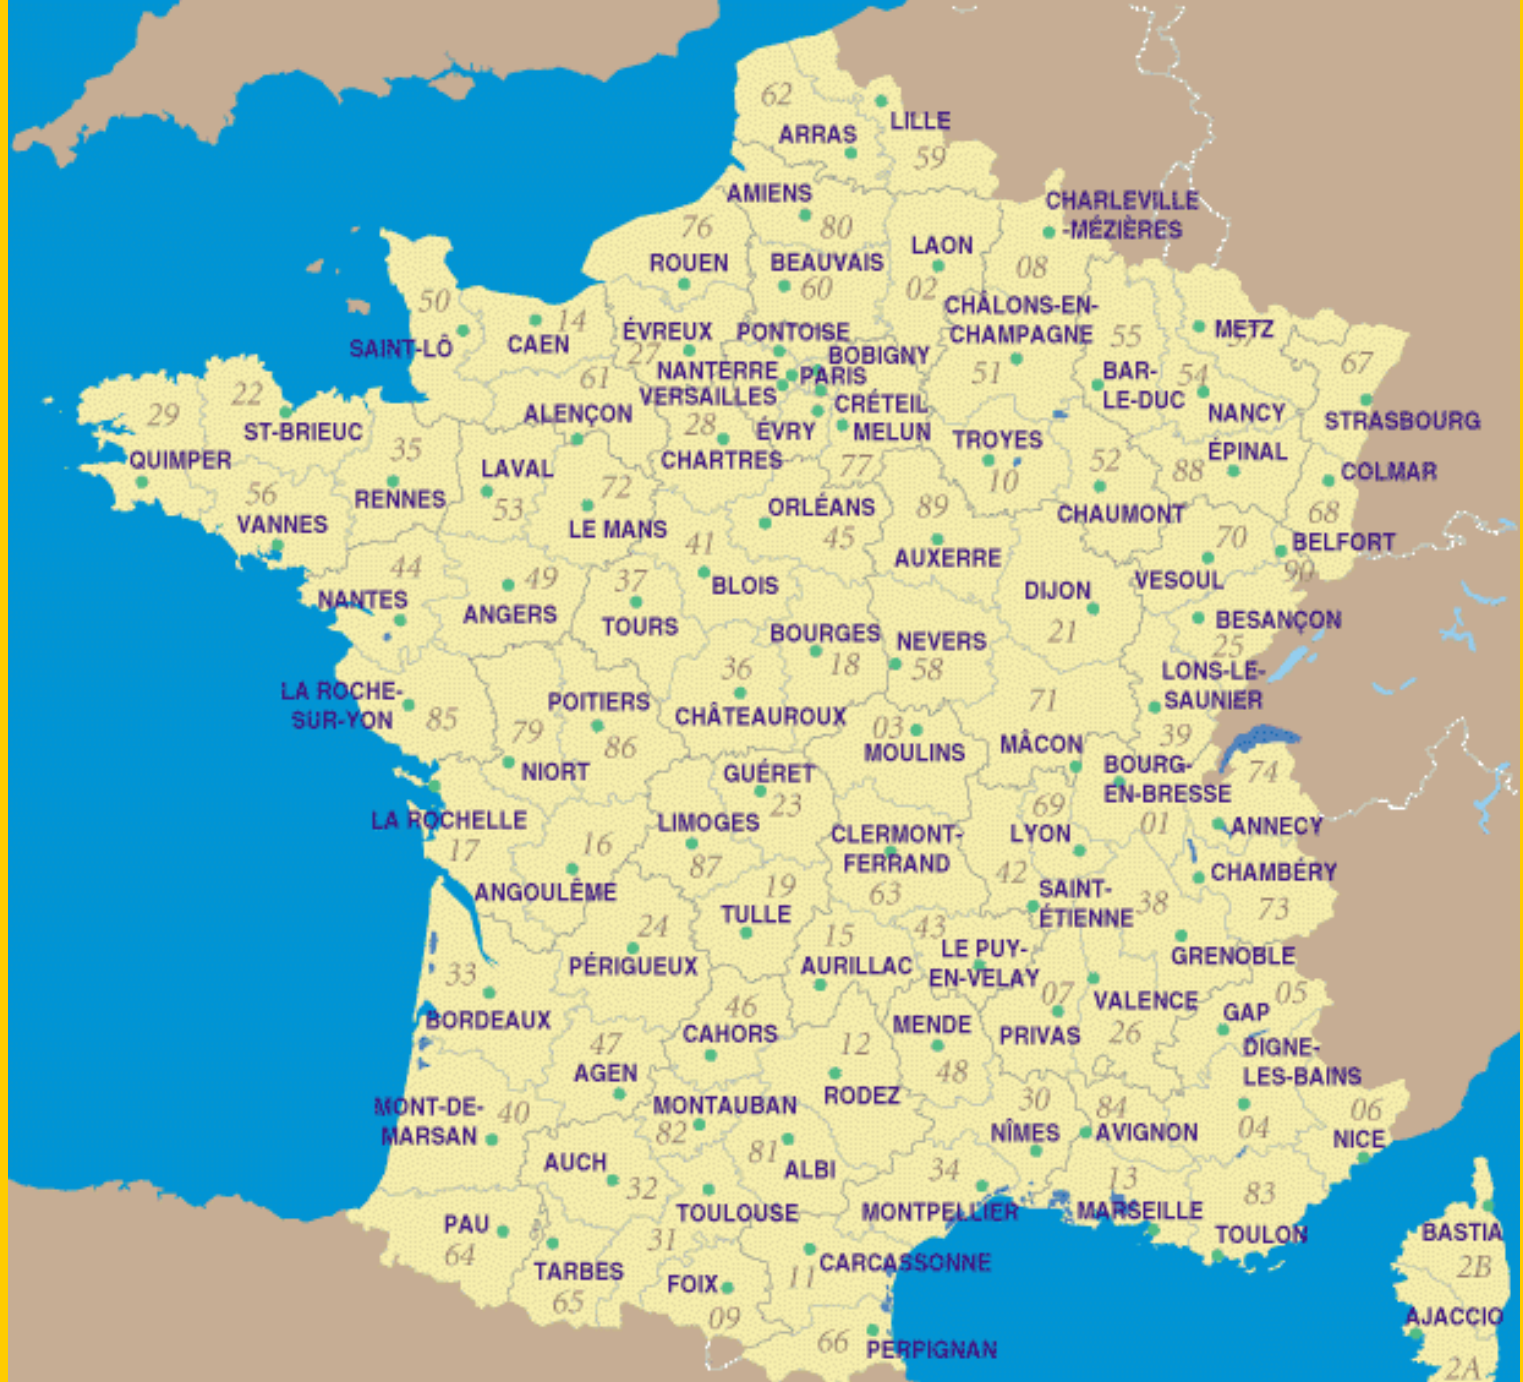 62
LILLE
ARRAS
59
AMIENS
CHARLEVILLE
-MÉZIÈRES
76
80
LAON
ROUEN
BEAUVAIS
08
60
02
50
CHÂLONS-EN-
CHAMPAGNE
14
ÉVREUX
PONTOISE
55
METZ
57
SAINT-LÔ
CAEN
27
BOBIGNY
67
NANTERRE
PARIS
51
BAR-
LE-DUC
54
61
VERSAILLES
22
29
ALENÇON
CRÉTEIL
NANCY
STRASBOURG
ST-BRIEUC
28
ÉVRY
MELUN
TROYES
35
QUIMPER
LAVAL
CHARTRES
77
52
88
ÉPINAL
COLMAR
56
RENNES
53
72
10
VANNES
LE MANS
ORLÉANS
89
CHAUMONT
68
41
45
70
BELFORT
44
49
37
AUXERRE
90
NANTES
ANGERS
BLOIS
DIJON
VESOUL
TOURS
21
BESANÇON
BOURGES
NEVERS
25
36
18
58
LONS-LE-
SAUNIER
LA ROCHE-
SUR-YON
85
POITIERS
71
79
CHÂTEAUROUX
03
39
86
MOULINS
MÂCON
NIORT
GUÉRET
BOURG-
EN-BRESSE
74
23
69
LA ROCHELLE
LIMOGES
CLERMONT-
FERRAND
LYON
01
ANNECY
17
16
87
42
CHAMBÉRY
ANGOULÊME
19
63
SAINT-
ÉTIENNE
38
73
24
TULLE
15
43
PÉRIGUEUX
AURILLAC
LE PUY-
EN-VELAY
GRENOBLE
33
07
VALENCE
05
BORDEAUX
46
CAHORS
MENDE
PRIVAS
26
GAP
47
12
DIGNE-
LES-BAINS
AGEN
48
RODEZ
MONT-DE-
MARSAN
40
MONTAUBAN
30
84
06
82
NÎMES
AVIGNON
04
NICE
AUCH
81
ALBI
34
13
32
83
PAU
TOULOUSE
MONTPELLIER
MARSEILLE
64
31
TOULON
BASTIA
TARBES
FOIX
CARCASSONNE
2B
65
11
09
AJACCIO
66
PERPIGNAN
2A